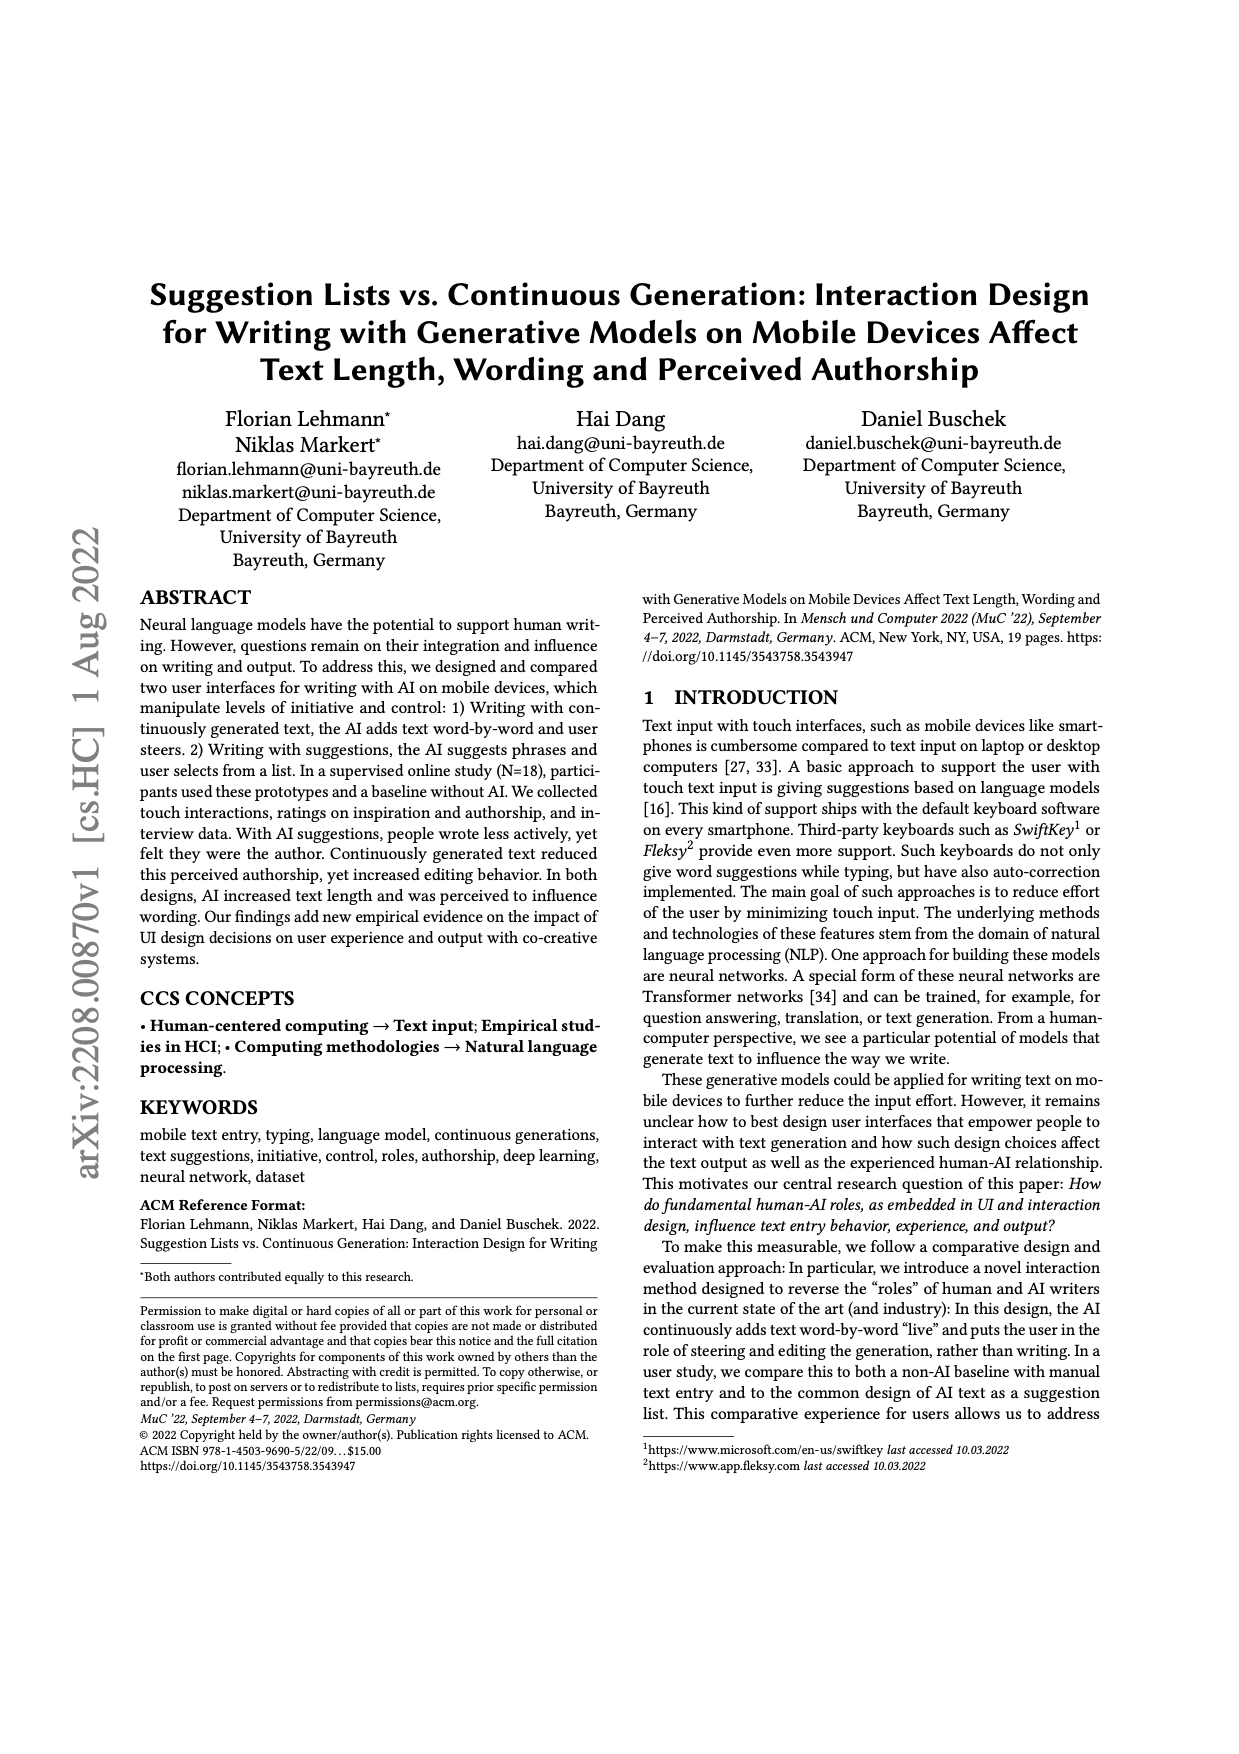 arXiv:2208.00870v1 [cs.HC] 1 Aug 2022
Suggestion Lists vs. Continuous Generation: Interaction Design
for Writing with Generative Models on Mobile Devices Affect
Text Length, Wording and Perceived Authorship
Florian Lehmann*
Niklas Markert*
florian.lehmann@uni-bayreuth.de
niklas.markert@uni-bayreuth.de
Department of Computer Science,
University of Bayreuth
Bayreuth, Germany
Hai Dang
hai.dang@uni-bayreuth.de
Department of Computer Science,
University of Bayreuth
Bayreuth, Germany
Daniel Buschek
daniel.buschek@uni-bayreuth.de
Department of Computer Science,
University of Bayreuth
Bayreuth, Germany
ABSTRACT
Neural language models have the potential to support human writ-
ing. However, questions remain on their integration and influence
on writing and output. To address this, we designed and compared
two user interfaces for writing with AI on mobile devices, which
manipulate levels of initiative and control: 1) Writing with con-
tinuously generated text, the AI adds text word-by-word and user
steers. 2) Writing with suggestions, the AI suggests phrases and
user selects from a list. In a supervised online study (N=18), partici-
pants used these prototypes and a baseline without AI. We collected
touch interactions, ratings on inspiration and authorship, and in-
terview data. With AI suggestions, people wrote less actively, yet
felt they were the author. Continuously generated text reduced
this perceived authorship, yet increased editing behavior. In both
designs, AI increased text length and was perceived to influence
wording. Our findings add new empirical evidence on the impact of
UI design decisions on user experience and output with co-creative
systems.
CCS CONCEPTS
• Human-centered computing → Text input; Empirical stud-
ies in HCI; • Computing methodologies → Natural language
processing.
KEYWORDS
mobile text entry, typing, language model, continuous generations,
text suggestions, initiative, control, roles, authorship, deep learning,
neural network, dataset
ACM Reference Format:
Florian Lehmann, Niklas Markert, Hai Dang, and Daniel Buschek. 2022.
Suggestion Lists vs. Continuous Generation: Interaction Design for Writing
*Both authors contributed equally to this research.
Permission to make digital or hard copies of all or part of this work for personal or
classroom use is granted without fee provided that copies are not made or distributed
for profit or commercial advantage and that copies bear this notice and the full citation
on the first page. Copyrights for components of this work owned by others than the
author(s) must be honored. Abstracting with credit is permitted. To copy otherwise, or
republish, to post on servers or to redistribute to lists, requires prior specific permission
and/or a fee. Request permissions from permissions@acm.org.
MuC '22, September 4–7, 2022, Darmstadt, Germany
© 2022 Copyright held by the owner/author(s). Publication rights licensed to ACM.
ACM ISBN 978-1-4503-9690-5/22/09...$15.00
https://doi.org/10.1145/3543758.3543947
with Generative Models on Mobile Devices Affect Text Length, Wording and
Perceived Authorship. In Mensch und Computer 2022 (MuC '22), September
4–7, 2022, Darmstadt, Germany. ACM, New York, NY, USA, 19 pages. https:
//doi.org/10.1145/3543758.3543947
1 INTRODUCTION
Text input with touch interfaces, such as mobile devices like smart-
phones is cumbersome compared to text input on laptop or desktop
computers [27, 33]. A basic approach to support the user with
touch text input is giving suggestions based on language models
[16]. This kind of support ships with the default keyboard software
on every smartphone. Third-party keyboards such as SwiftKey1 or
Fleksy2 provide even more support. Such keyboards do not only
give word suggestions while typing, but have also auto-correction
implemented. The main goal of such approaches is to reduce effort
of the user by minimizing touch input. The underlying methods
and technologies of these features stem from the domain of natural
language processing (NLP). One approach for building these models
are neural networks. A special form of these neural networks are
Transformer networks [34] and can be trained, for example, for
question answering, translation, or text generation. From a human-
computer perspective, we see a particular potential of models that
generate text to influence the way we write.
These generative models could be applied for writing text on mo-
bile devices to further reduce the input effort. However, it remains
unclear how to best design user interfaces that empower people to
interact with text generation and how such design choices affect
the text output as well as the experienced human-AI relationship.
This motivates our central research question of this paper: How
do fundamental human-AI roles, as embedded in UI and interaction
design, influence text entry behavior, experience, and output?
To make this measurable, we follow a comparative design and
evaluation approach: In particular, we introduce a novel interaction
method designed to reverse the “roles” of human and AI writers
in the current state of the art (and industry): In this design, the AI
continuously adds text word-by-word “live” and puts the user in the
role of steering and editing the generation, rather than writing. In a
user study, we compare this to both a non-AI baseline with manual
text entry and to the common design of AI text as a suggestion
list. This comparative experience for users allows us to address
1https://www.microsoft.com/en-us/swiftkey last accessed 10.03.2022
2https://www.app.fleksy.com last accessed 10.03.2022